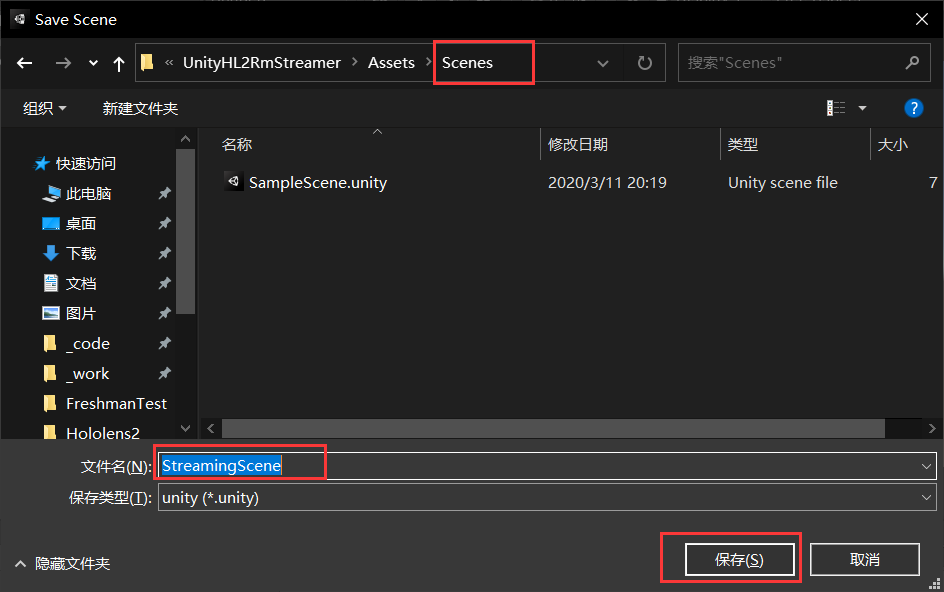 Save Scene
« UnityHL2RmStreamer > Assets > Scenes
搜索"Scenes"
组织
新建文件夹
?
名称
修改日期
类型
大小
SampleScene.unity
2020/3/11 20:19
Unity scene file
7
快速访问
此电脑
桌面
下载
文档
图片
_code
_work
FreshmanTest
Hololens2
文件名(N):
StreamingScene
保存类型(T):
unity (*.unity)
隐藏文件夹
保存(S)
取消